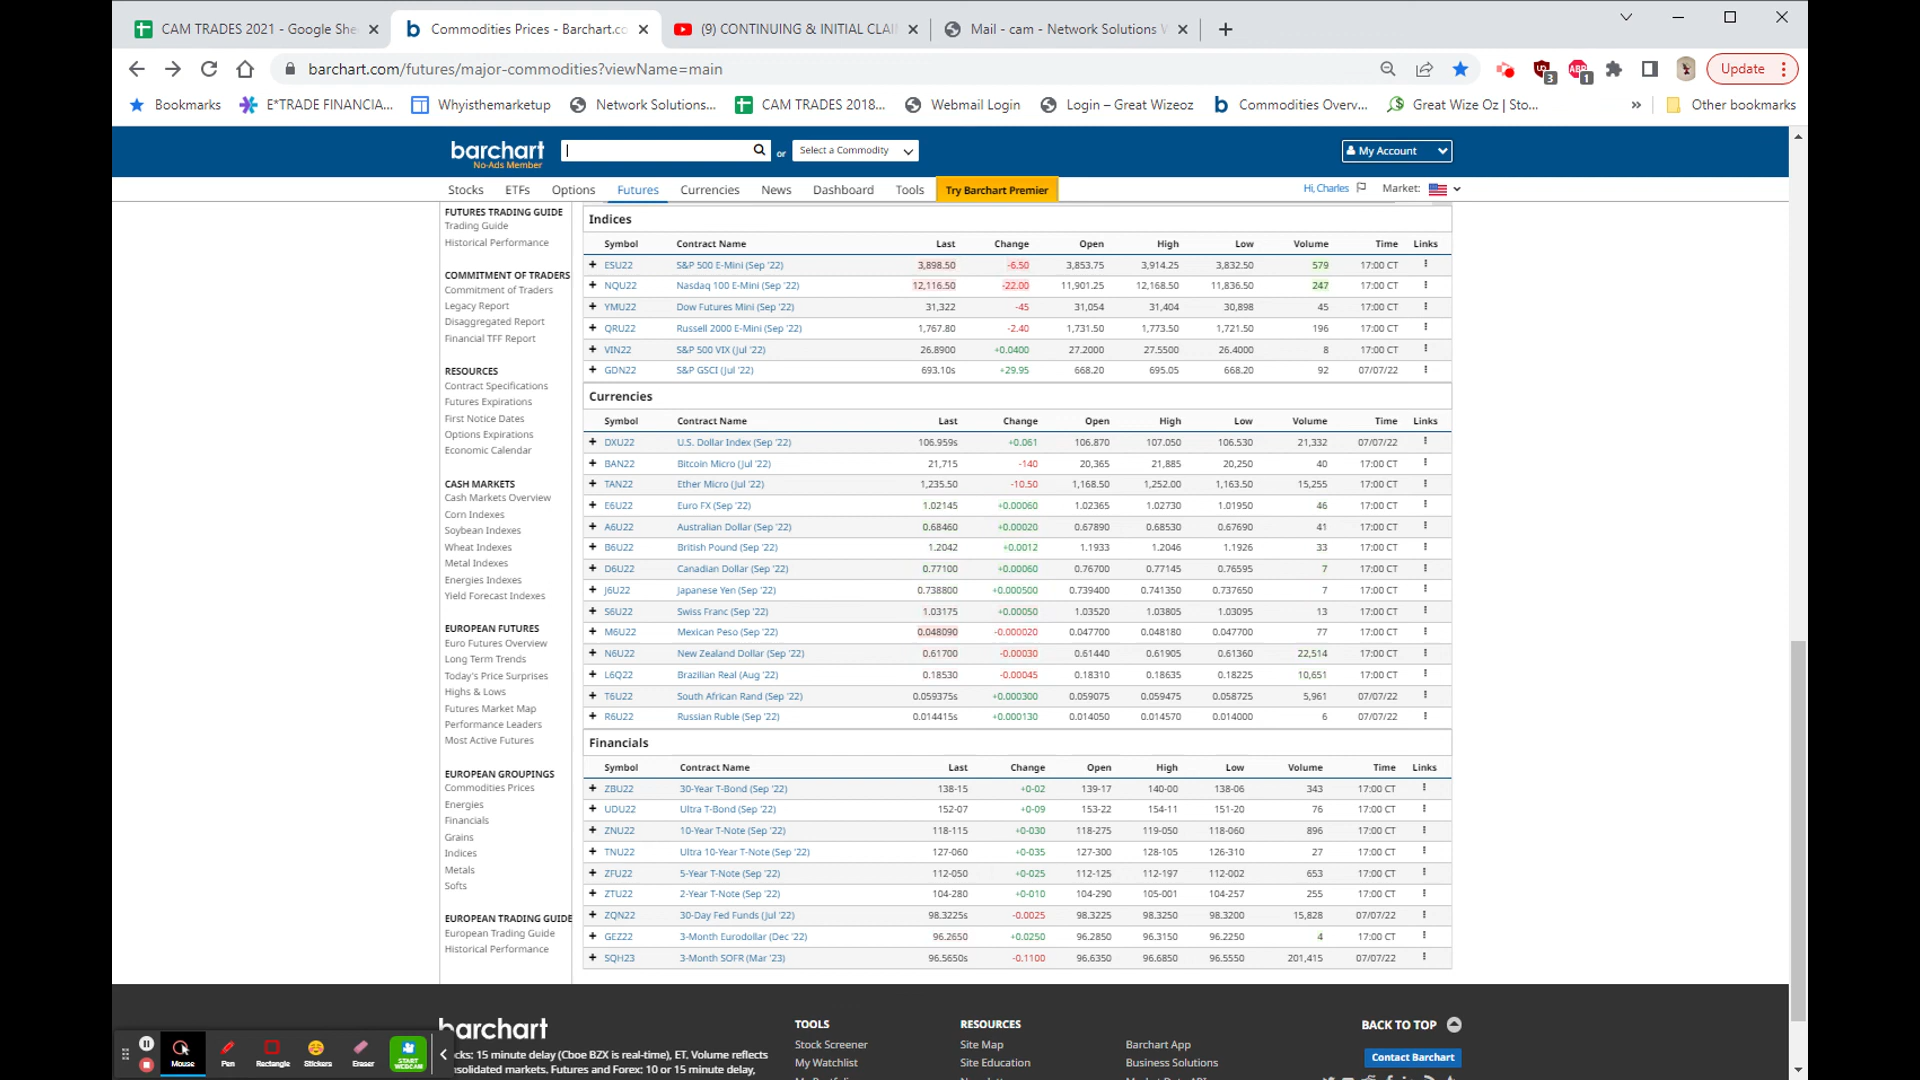 CAM TRADES 2021 - Google She
Commodities Prices - Barchart.co
(9) CONTINUING & INITIAL CLAI
Mail - cam - Network Solutions W
barchart.com/futures/major-commodities?viewName=main
3
ABP
1
Update
Bookmarks
E*TRADE FINANCIA...
Whyisthemarketup
Network Solutions...
CAM TRADES 2018...
Webmail Login
Login – Great Wizeoz
Commodities Overv...
Great Wize Oz | Sto...
»
Other bookmarks
barchart
No-Ads Member
or
Select a Commodity
My Account
Stocks ETFs Options Futures Currencies News Dashboard Tools Try Barchart Premier
Hi, Charles
Market:
FUTURES TRADING GUIDE
Trading Guide
Historical Performance
COMMITMENT OF TRADERS
Commitment of Traders
Legacy Report
Disaggregated Report
Financial TFF Report
RESOURCES
Contract Specifications
Futures Expirations
First Notice Dates
Options Expirations
Economic Calendar
CASH MARKETS
Cash Markets Overview
Corn Indexes
Soybean Indexes
Wheat Indexes
Metal Indexes
Energies Indexes
Yield Forecast Indexes
EUROPEAN FUTURES
Euro Futures Overview
Long Term Trends
Today's Price Surprises
Highs & Lows
Futures Market Map
Performance Leaders
Most Active Futures
EUROPEAN GROUPINGS
Commodities Prices
Energies
Financials
Grains
Indices
Metals
Softs
EUROPEAN TRADING GUIDE
European Trading Guide
Historical Performance
Indices
Symbol Contract Name Last Change Open High Low Volume Time Links
+ ESU22 S&P 500 E-Mini (Sep '22) 3,898.50 -6.50 3,853.75 3,914.25 3,832.50 579 17:00 CT
+ NQU22 Nasdaq 100 E-Mini (Sep '22) 12,116.50 -22.00 11,901.25 12,168.50 11,836.50 247 17:00 CT
+ YMU22 Dow Futures Mini (Sep '22) 31,322 -45 31,054 31,404 30,898 45 17:00 CT
+ QRU22 Russell 2000 E-Mini (Sep '22) 1,767.80 -2.40 1,731.50 1,773.50 1,721.50 196 17:00 CT
+ VIN22 S&P 500 VIX (Jul '22) 26.8900 +0.0400 27.2000 27.5500 26.4000 8 17:00 CT
+ GDN22 S&P GSCI (Jul '22) 693.10s +29.95 668.20 695.05 668.20 92 07/07/22
Currencies
Symbol Contract Name Last Change Open High Low Volume Time Links
+ DXU22 U.S. Dollar Index (Sep '22) 106.959s +0.061 106.870 107.050 106.530 21,332 07/07/22
+ BAN22 Bitcoin Micro (Jul '22) 21,715 -140 20,365 21,885 20,250 40 17:00 CT
+ TAN22 Ether Micro (Jul '22) 1,235.50 -10.50 1,168.50 1,252.00 1,163.50 15,255 17:00 CT
+ E6U22 Euro FX (Sep '22) 1.02145 +0.00060 1.02365 1.02730 1.01950 46 17:00 CT
+ A6U22 Australian Dollar (Sep '22) 0.68460 +0.00020 0.67890 0.68530 0.67690 41 17:00 CT
+ B6U22 British Pound (Sep '22) 1.2042 +0.0012 1.1933 1.2046 1.1926 33 17:00 CT
+ D6U22 Canadian Dollar (Sep '22) 0.77100 +0.00060 0.76700 0.77145 0.76595 7 17:00 CT
+ J6U22 Japanese Yen (Sep '22) 0.738800 +0.000500 0.739400 0.741350 0.737650 7 17:00 CT
+ S6U22 Swiss Franc (Sep '22) 1.03175 +0.00050 1.03520 1.03805 1.03095 13 17:00 CT
+ M6U22 Mexican Peso (Sep '22) 0.048090 -0.000020 0.047700 0.048180 0.047700 77 17:00 CT
+ N6U22 New Zealand Dollar (Sep '22) 0.61700 -0.00030 0.61440 0.61905 0.61360 22,514 17:00 CT
+ L6Q22 Brazilian Real (Aug '22) 0.18530 -0.00045 0.18310 0.18635 0.18225 10,651 17:00 CT
+ T6U22 South African Rand (Sep '22) 0.059375s +0.000300 0.059075 0.059475 0.058725 5,961 07/07/22
+ R6U22 Russian Ruble (Sep '22) 0.014415s +0.000130 0.014050 0.014570 0.014000 6 07/07/22
Financials
Symbol Contract Name Last Change Open High Low Volume Time Links
+ ZBU22 30-Year T-Bond (Sep '22) 138-15 +0-02 139-17 140-00 138-06 343 17:00 CT
+ UDU22 Ultra T-Bond (Sep '22) 152-07 +0-09 153-22 154-11 151-20 76 17:00 CT
+ ZNU22 10-Year T-Note (Sep '22) 118-115 +0-030 118-275 119-050 118-060 896 17:00 CT
+ TNU22 Ultra 10-Year T-Note (Sep '22) 127-060 +0-035 127-300 128-105 126-310 27 17:00 CT
+ ZFU22 5-Year T-Note (Sep '22) 112-050 +0-025 112-125 112-197 112-002 653 17:00 CT
+ ZTU22 2-Year T-Note (Sep '22) 104-280 +0-010 104-290 105-001 104-257 255 17:00 CT
+ ZQN22 30-Day Fed Funds (Jul '22) 98.3225s -0.0025 98.3225 98.3250 98.3200 15,828 07/07/22
+ GEZ22 3-Month Eurodollar (Dec '22) 96.2650 +0.0250 96.2850 96.3150 96.2250 4 17:00 CT
+ SQH23 3-Month SOFR (Mar '23) 96.5650s -0.1100 96.6350 96.6850 96.5550 201,415 07/07/22
barchart
cks: 15 minute delay (Cboe BZX is real-time), ET. Volume reflects
nsolidated markets. Futures and Forex: 10 or 15 minute delay,
TOOLS
Stock Screener
My Watchlist
RESOURCES
Site Map
Site Education
Barchart App
Business Solutions
BACK TO TOP
Contact Barchart
Mouse
Pen
Rectangle
Stickers
Eraser
START WEBCAM